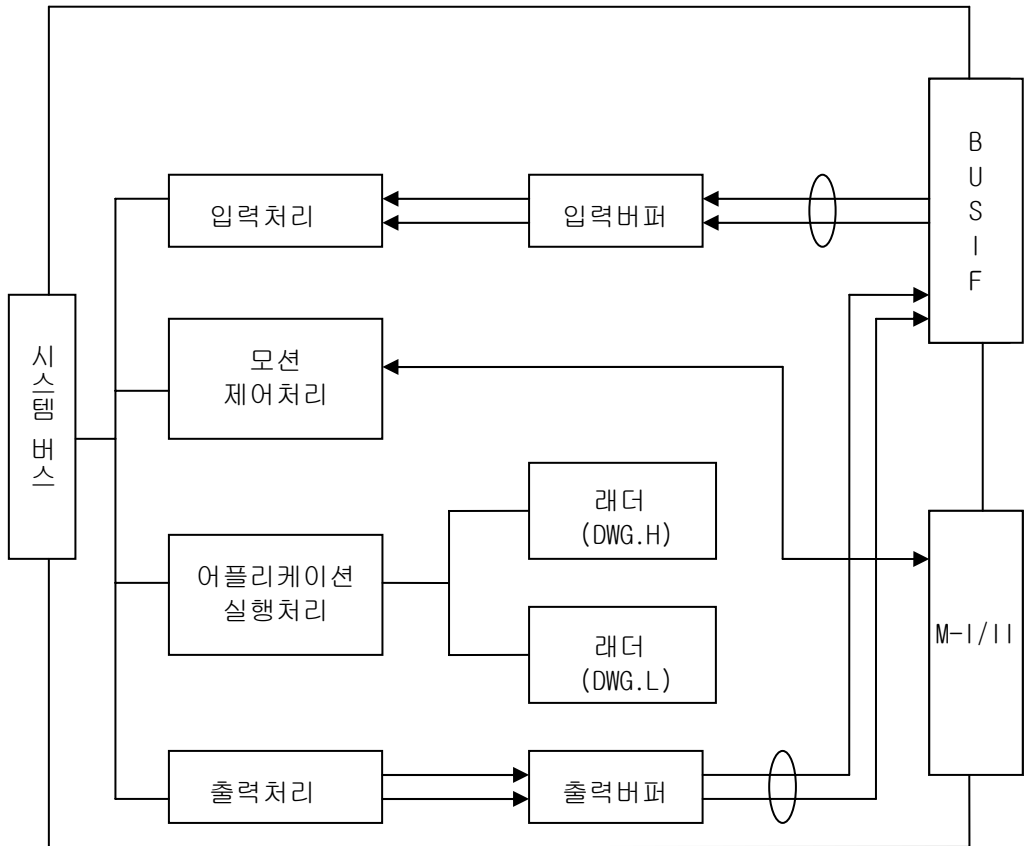 BUSIF
입력처리
입력버퍼
시스템 버스
모션
제어처리
래더
(DWG.H)
어플리케이션
실행처리
래더
(DWG.L)
M-I/II
출력처리
출력버퍼